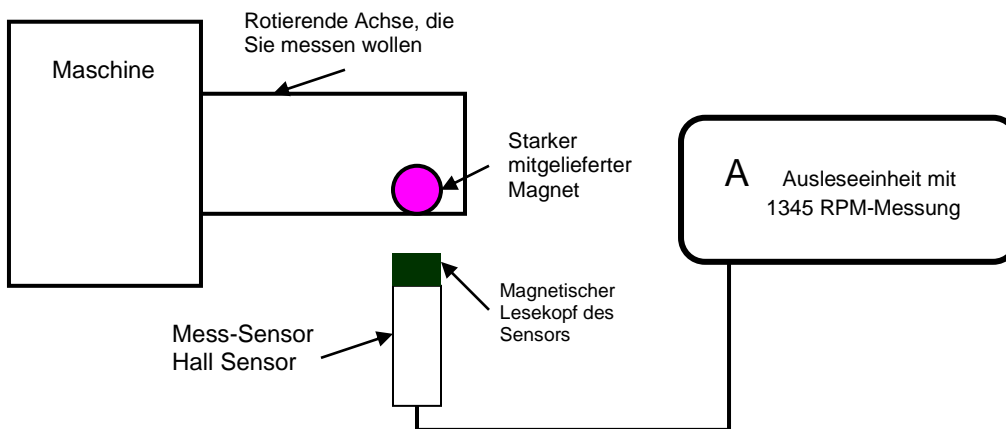 Rotierende Achse, die
Sie messen wollen
Maschine
Starker
mitgelieferter
Magnet
A
Ausleseeinheit mit
1345 RPM-Messung
Magnetischer
Lesekopf des
Sensors
Mess-Sensor
Hall Sensor